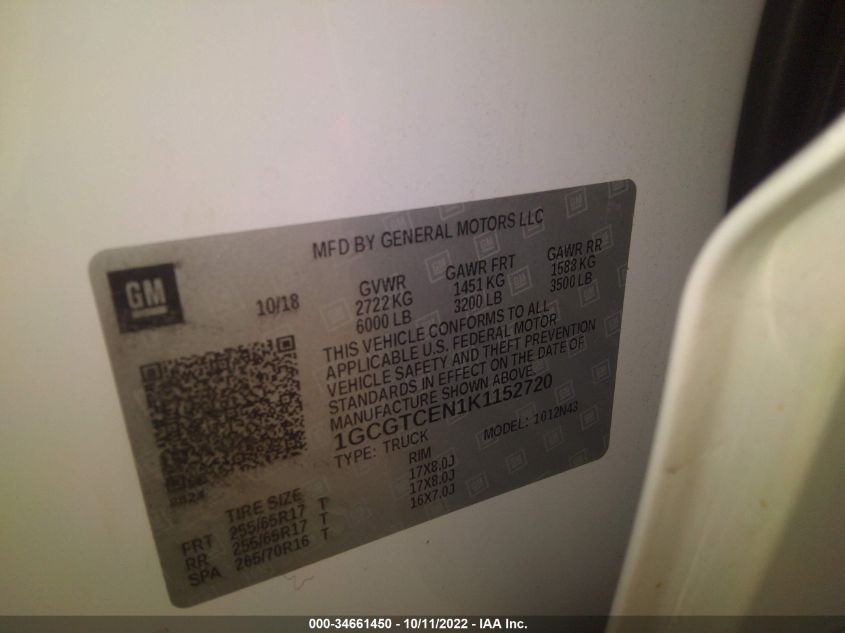 MFD BY GENERAL MOTORS LLC
GM
10/18
GVWR GAWR FRT GAWR RR
2722 KG 1451 KG 1588 KG
6000 LB 3200 LB 3500 LB
THIS VEHICLE CONFORMS TO ALL
APPLICABLE U.S. FEDERAL MOTOR
VEHICLE SAFETY AND THEFT PREVENTION
STANDARDS IN EFFECT ON THE DATE OF
MANUFACTURE SHOWN ABOVE.
1GCGTCEN1K1152720
TYPE: TRUCK MODEL: 1012N43
TIRE SIZE RIM
FRT 255/65R17 T 17X8.0J
RR 255/65R17 T 17X8.0J
SPA 265/70R16 T 16X7.0J
000-34661450 - 10/11/2022 - IAA Inc.